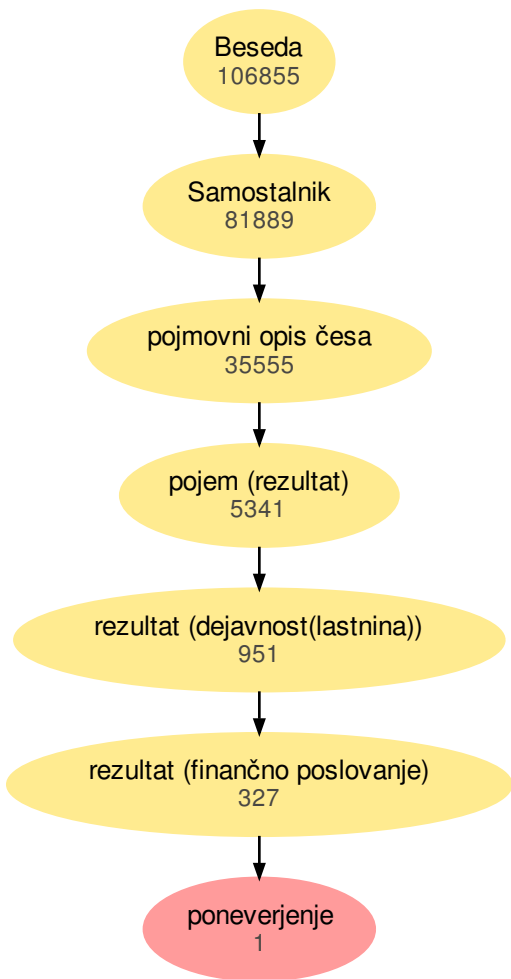 Beseda
106855
Samostalnik
81889
pojmovni opis česa
35555
pojem (rezultat)
5341
rezultat (dejavnost(lastnina))
951
rezultat (finančno poslovanje)
327
poneverjenje
1